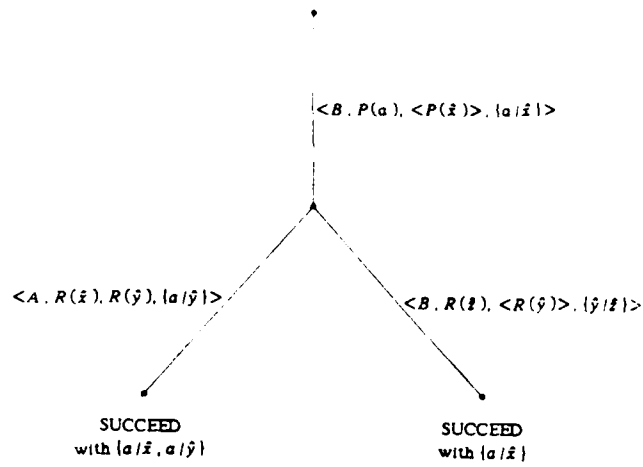 <B, P(a), <P(x̂)>, {a/x̂}>
<A, R(x̂), R(ŷ), {a/ŷ}>
<B, R(ẑ), <R(ŷ)>, {ŷ/ẑ}>
SUCCEED
with {a/x̂, a/ŷ}
SUCCEED
with {a/x̂}